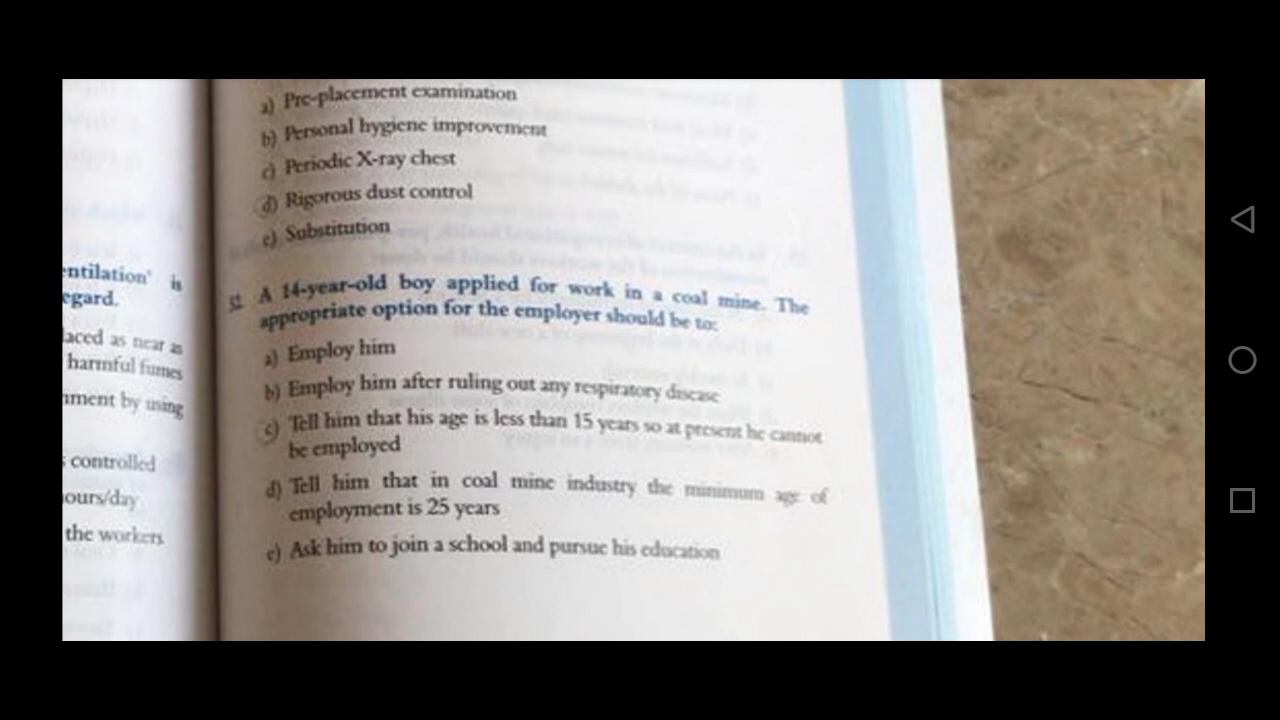 entilation' is
egard.
laced as near as
harmful fumes
nment by using
controlled
ours/day
the workers
a) Pre-placement examination
b) Personal hygiene improvement
c) Periodic X-ray chest
d) Rigorous dust control
e) Substitution
52. A 14-year-old boy applied for work in a coal mine. The
appropriate option for the employer should be to:
a) Employ him
b) Employ him after ruling out any respiratory disease
c) Tell him that his age is less than 15 years so at present he cannot
be employed
d) Tell him that in coal mine industry the minimum age of
employment is 25 years
e) Ask him to join a school and pursue his education